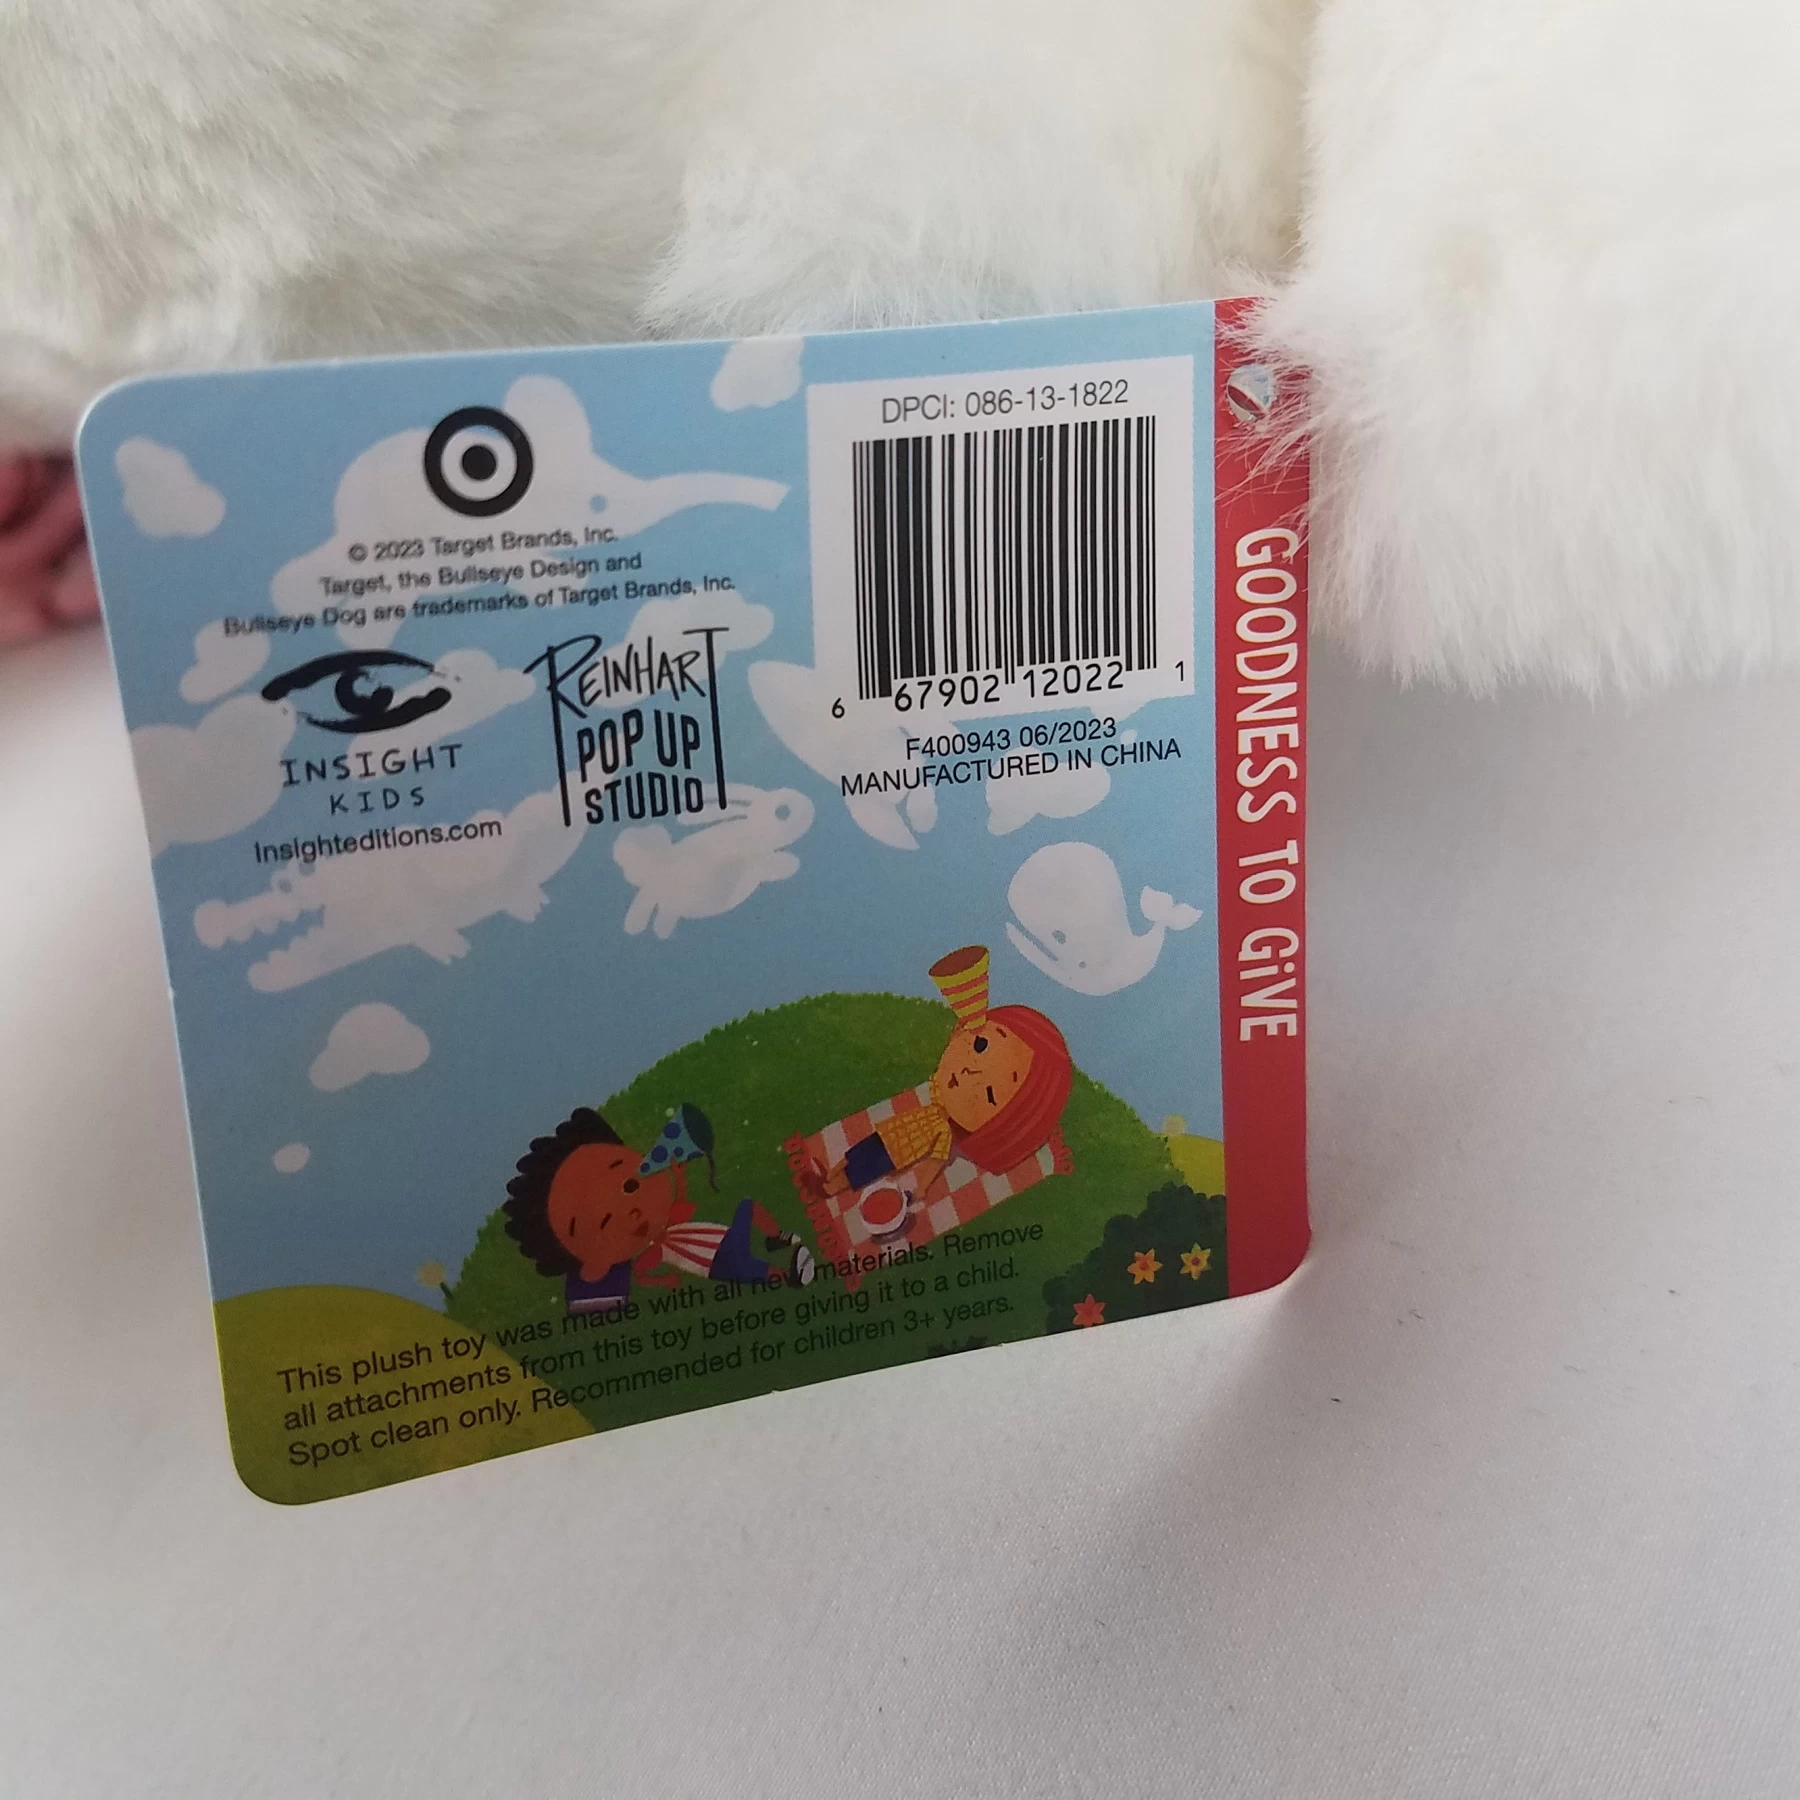 © 2023 Target Brands, Inc.
Target, the Bullseye Design and
Bullseye Dog are trademarks of Target Brands, Inc.
INSIGHT
KIDS
Insighteditions.com
REINHART
POP UP
STUDIO
DPCI: 086-13-1822
6 67902 12022 1
F400943 06/2023
MANUFACTURED IN CHINA
GOODNESS TO GiVE
This plush toy was made with all new materials. Remove
all attachments from this toy before giving it to a child.
Spot clean only. Recommended for children 3+ years.